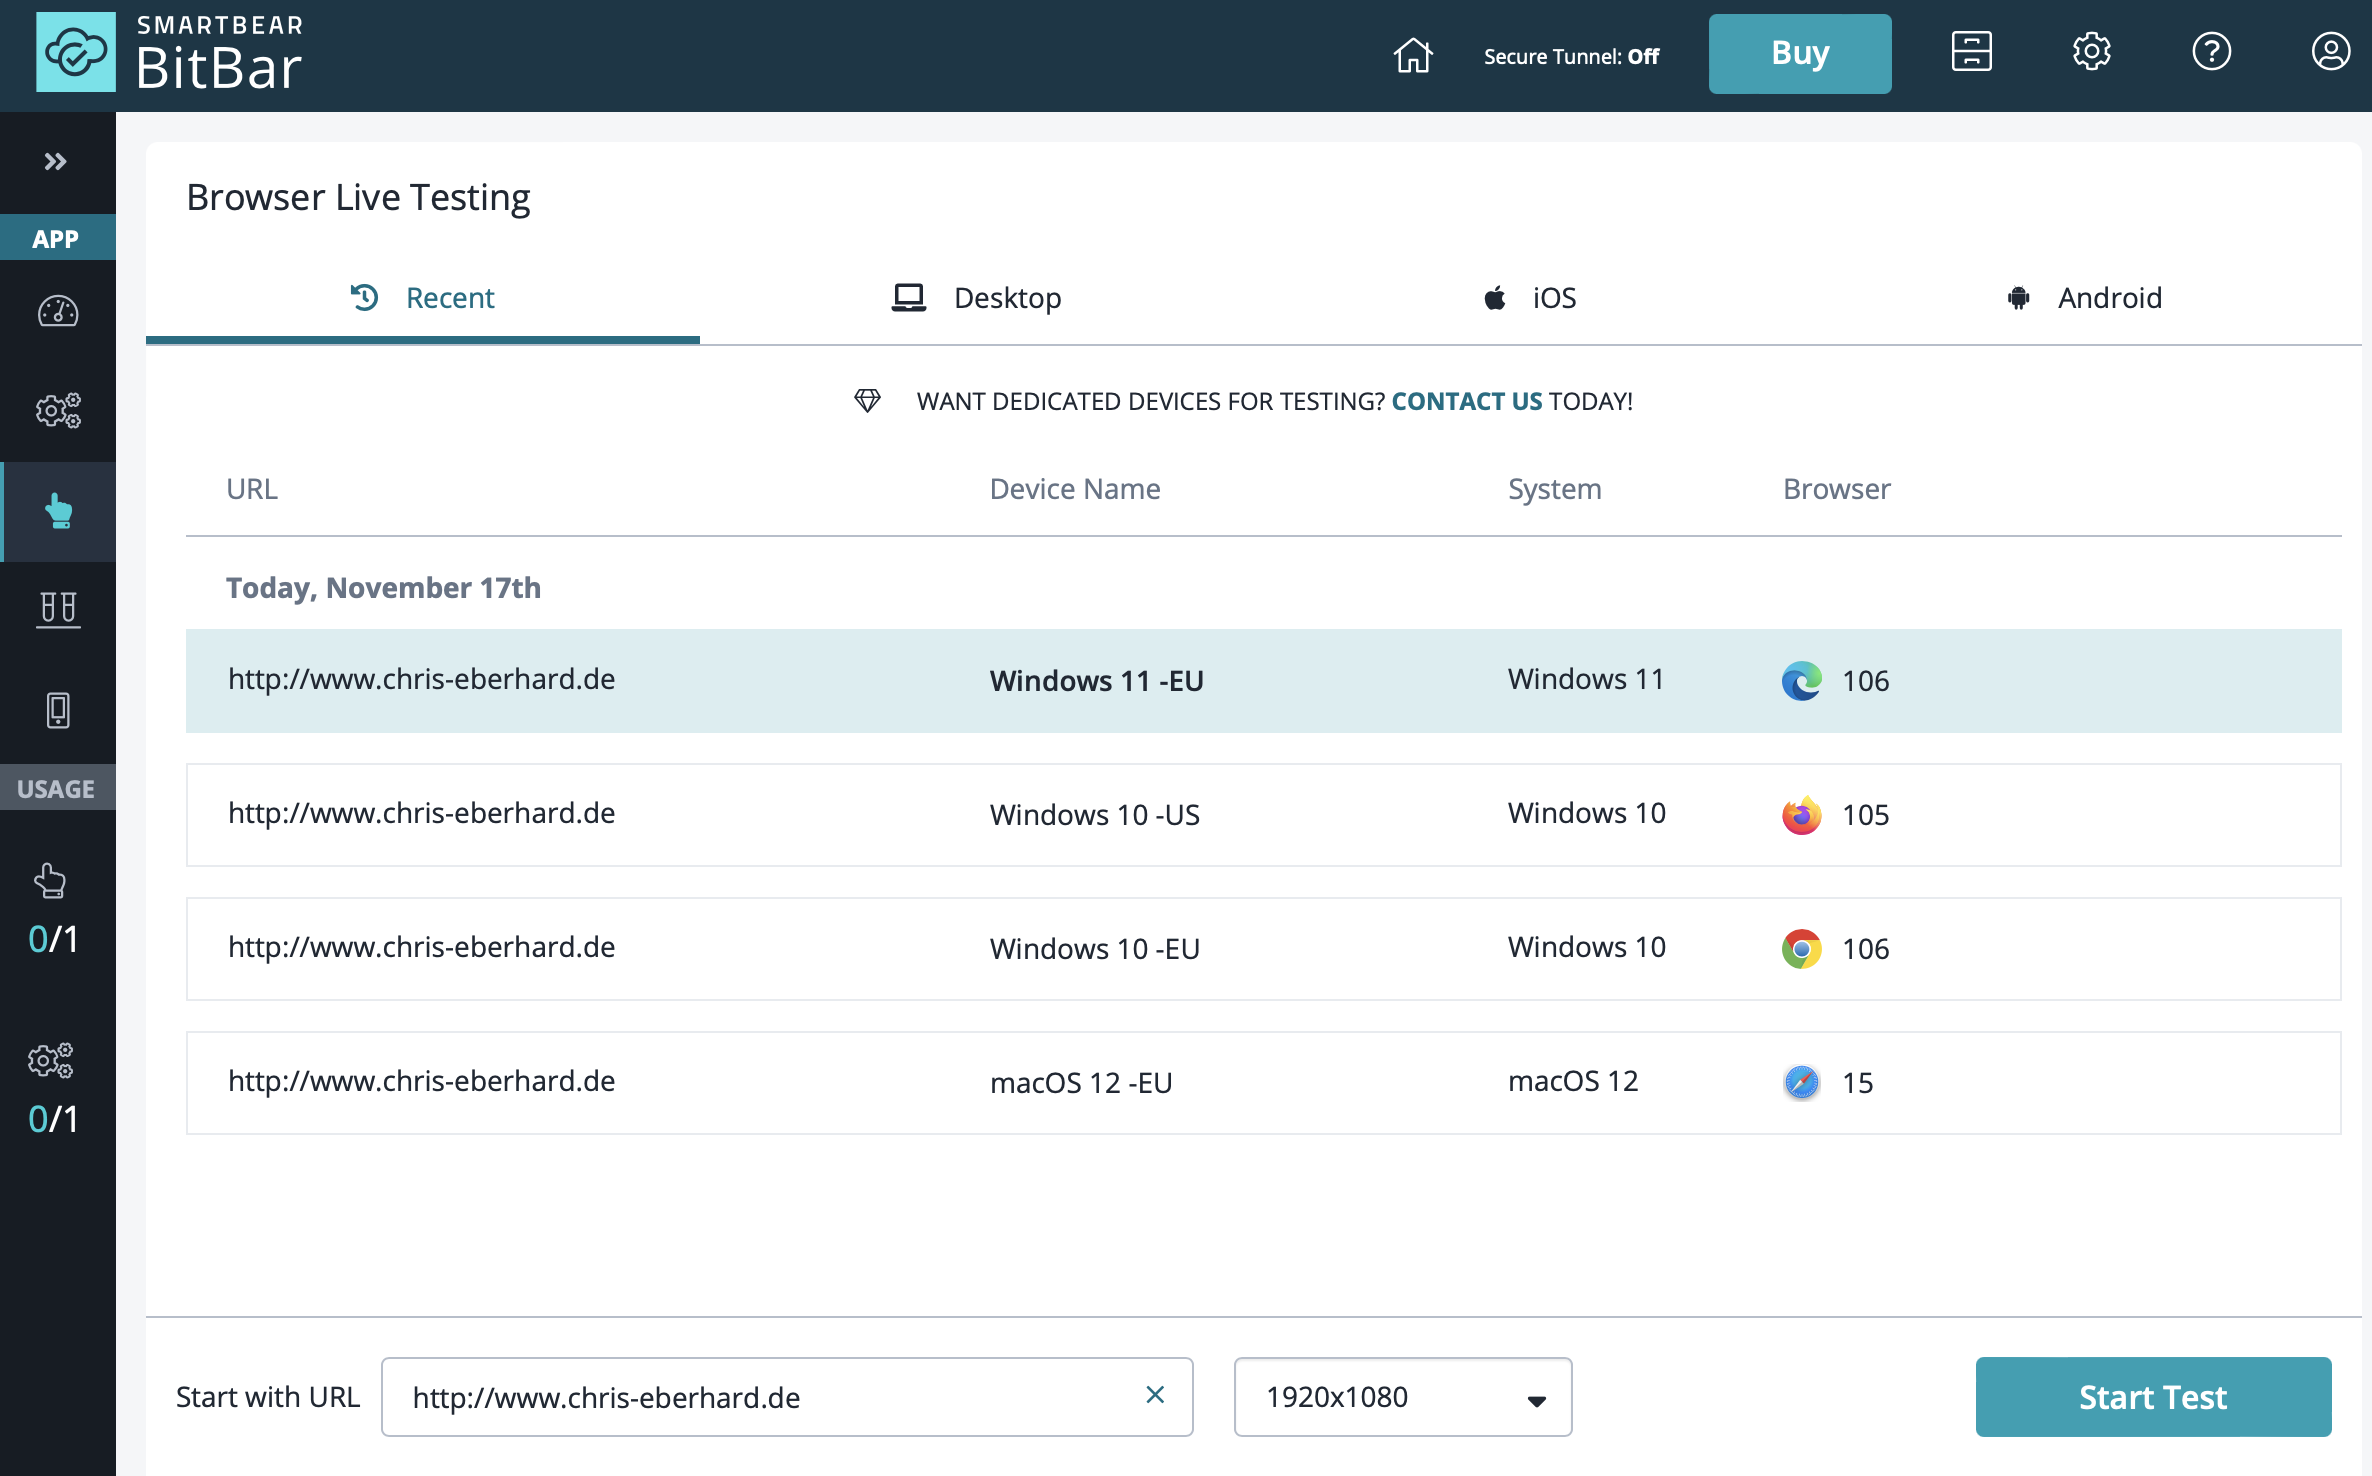 SMARTBEAR
BitBar
Secure Tunnel: Off
Buy
APP
Browser Live Testing
Recent
Desktop
iOS
Android
WANT DEDICATED DEVICES FOR TESTING? CONTACT US TODAY!
URL Device Name System Browser
Today, November 17th
http://www.chris-eberhard.de Windows 11 -EU Windows 11 106
http://www.chris-eberhard.de Windows 10 -US Windows 10 105
http://www.chris-eberhard.de Windows 10 -EU Windows 10 106
http://www.chris-eberhard.de macOS 12 -EU macOS 12 15
USAGE
0/1
0/1
Start with URL http://www.chris-eberhard.de 1920x1080 Start Test